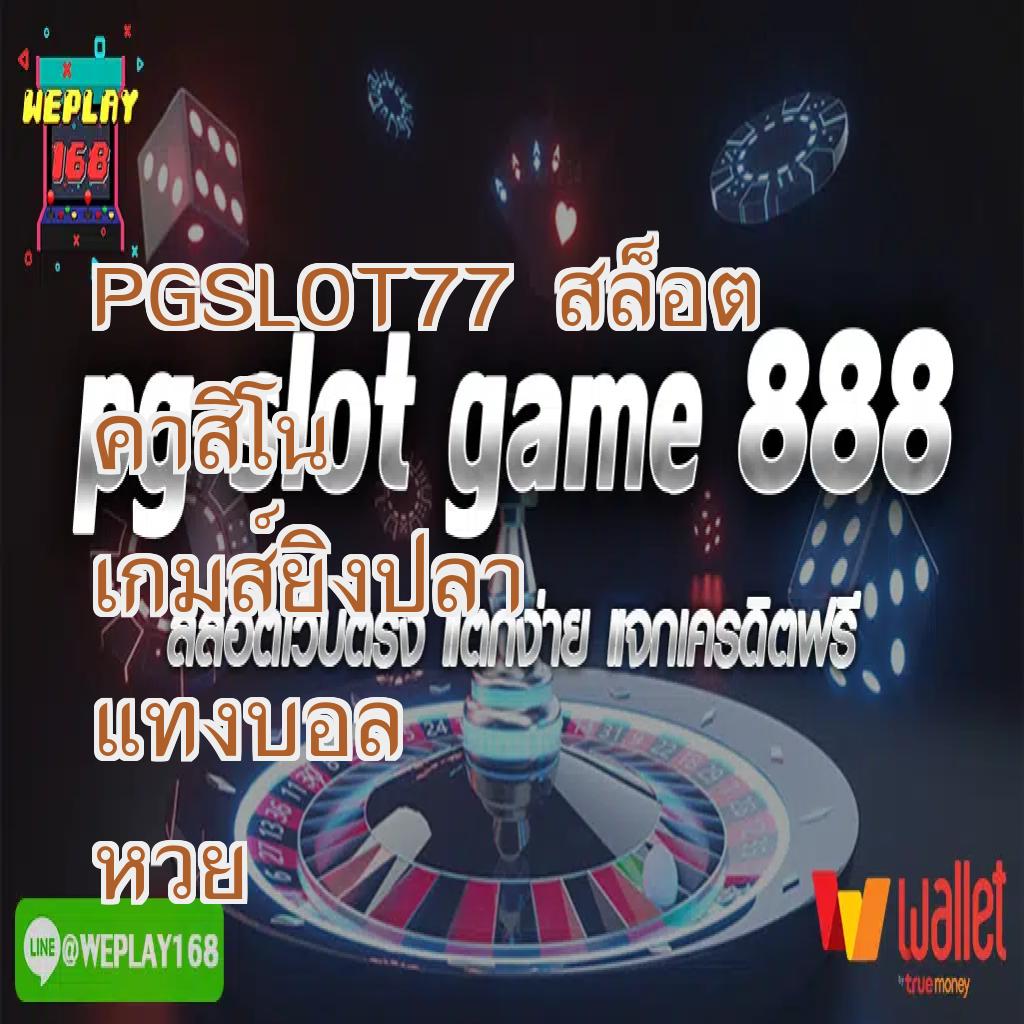 WEPLAY
168
PGSLOT77 สล็อต
pg slot game 888
คาสิโน
เกมส์ยิงปลา
สล็อตเว็บตรง แตกง่าย แจกเครดิตฟรี
แทงบอล
หวย
LINE @WEPLAY168
wallet
by truemoney